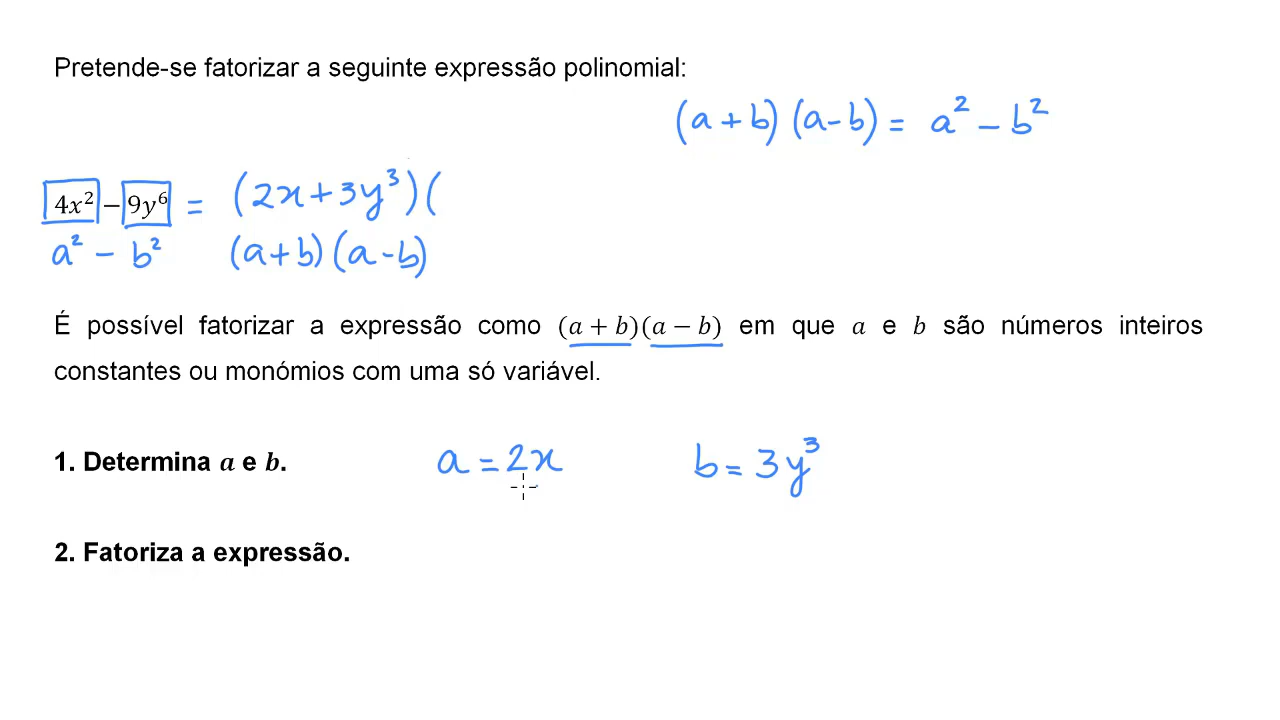 Pretende-se fatorizar a seguinte expressão polinomial:
(a + b) (a - b) = a² - b²
4x² − 9y⁶ = (2x + 3y³) (
a² - b² (a + b) (a - b)
É possível fatorizar a expressão como (a + b)(a − b) em que a e b são números inteiros
constantes ou monómios com uma só variável.
1. Determina a e b. a = 2x b = 3y³
2. Fatoriza a expressão.